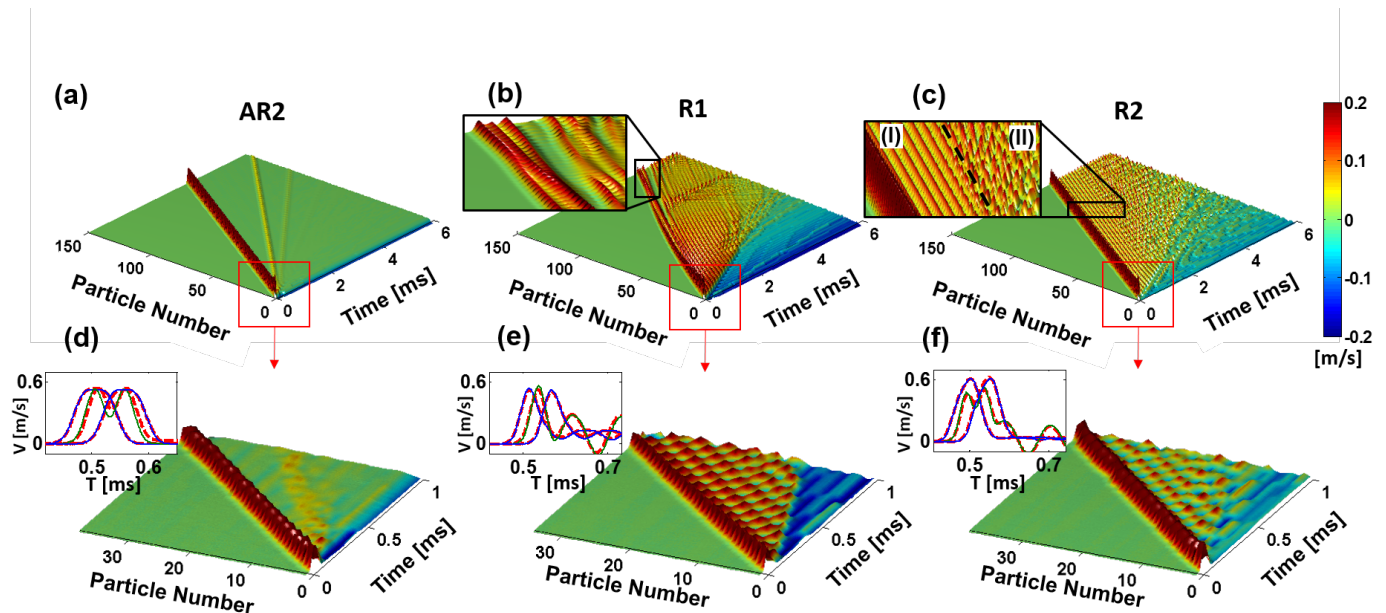 (a)
AR2
150
100
50
0
0
2
4
6
Particle Number
Time [ms]
(b)
R1
150
100
50
0
0
2
4
6
Particle Number
Time [ms]
(c)
R2
(I)
(II)
150
100
50
0
0
2
4
6
Particle Number
Time [ms]
0.2
0.1
0
-0.1
-0.2
[m/s]
(d)
0.6
0
V [m/s]
0.5
0.6
T [ms]
30
20
10
0
0
0.5
1
Particle Number
Time [ms]
(e)
0.6
0
V [m/s]
0.5
0.7
T [ms]
30
20
10
0
0
0.5
1
Particle Number
Time [ms]
(f)
0.6
0
V [m/s]
0.5
0.7
T [ms]
30
20
10
0
0
0.5
1
Particle Number
Time [ms]